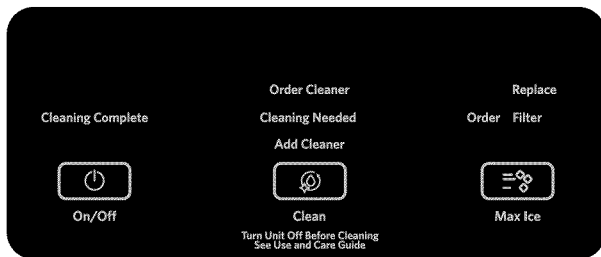 Order Cleaner
Replace
Cleaning Complete
Cleaning Needed
Order Filter
Add Cleaner
On/Off
Clean
Max Ice
Turn Unit Off Before Cleaning
See Use and Care Guide